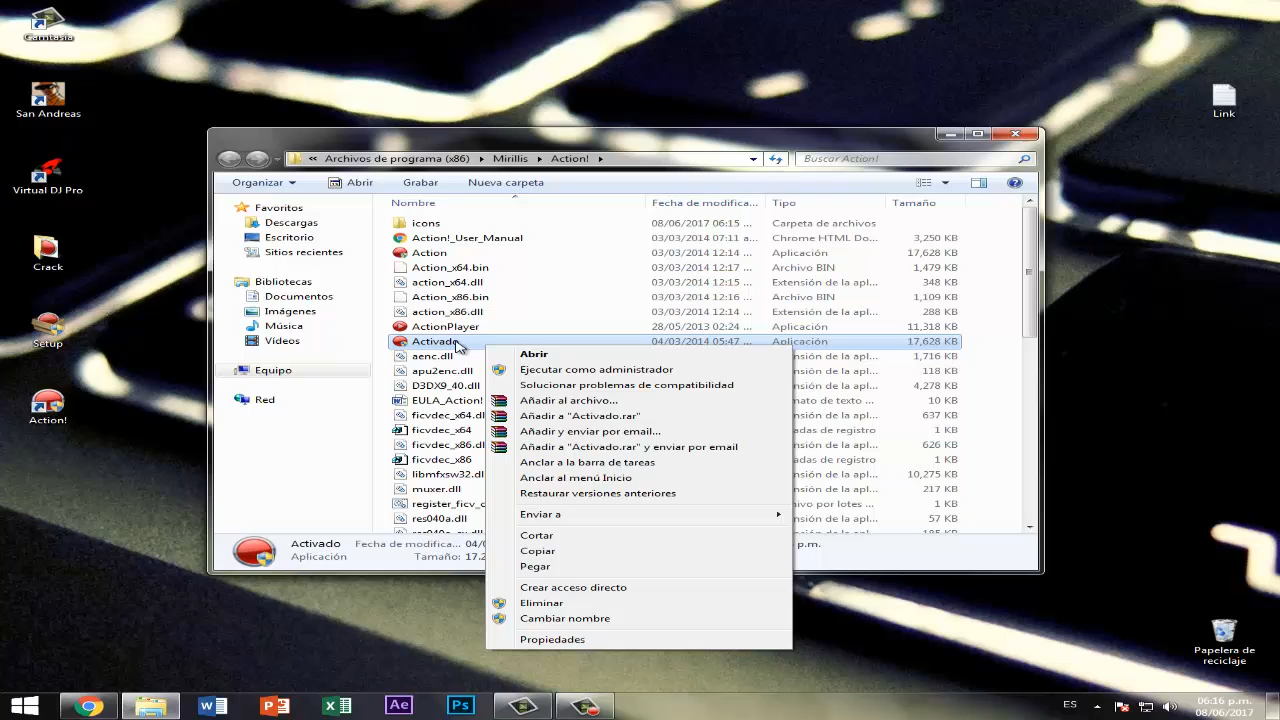 Camtasia
San Andreas
Virtual DJ Pro
Crack
Setup
Action!
Link
Papelera de
reciclaje
« Archivos de programa (x86) Mirillis Action!
Buscar Action!
Organizar Abrir Grabar Nueva carpeta
Nombre Fecha de modifica... Tipo Tamaño
Favoritos
Descargas
Escritorio
Sitios recientes
Bibliotecas
Documentos
Imágenes
Música
Vídeos
Equipo
Red
icons 08/06/2017 06:15 ... Carpeta de archivos
Action!_User_Manual 03/03/2014 07:11 a... Chrome HTML Do... 3,250 KB
Action 03/03/2014 12:14 ... Aplicación 17,628 KB
Action_x64.bin 03/03/2014 12:17 ... Archivo BIN 1,479 KB
action_x64.dll 03/03/2014 12:15 ... Extensión de la apl... 348 KB
Action_x86.bin 03/03/2014 12:16 ... Archivo BIN 1,109 KB
action_x86.dll 03/03/2014 12:14 ... Extensión de la apl... 288 KB
ActionPlayer 28/05/2013 02:24 ... Aplicación 11,318 KB
Activado 04/03/2014 05:47 ... Aplicación 17,628 KB
aenc.dll 1,716 KB
apu2enc.dll 118 KB
D3DX9_40.dll 4,278 KB
EULA_Action! 10 KB
ficvdec_x64.dl 637 KB
ficvdec_x64 1 KB
ficvdec_x86.dl 626 KB
ficvdec_x86 1 KB
libmfxsw32.dl 10,275 KB
muxer.dll 217 KB
register_ficv_c 1 KB
res040a.dll 57 KB
Abrir
Ejecutar como administrador
Solucionar problemas de compatibilidad
Añadir al archivo...
Añadir a "Activado.rar"
Añadir y enviar por email...
Añadir a "Activado.rar" y enviar por email
Anclar a la barra de tareas
Anclar al menú Inicio
Restaurar versiones anteriores
Enviar a
Cortar
Copiar
Pegar
Crear acceso directo
Eliminar
Cambiar nombre
Propiedades
Activado Fecha de modifica... 04/0 p.m.
Aplicación Tamaño: 17.2
ES
06:16 p.m.
08/06/2017